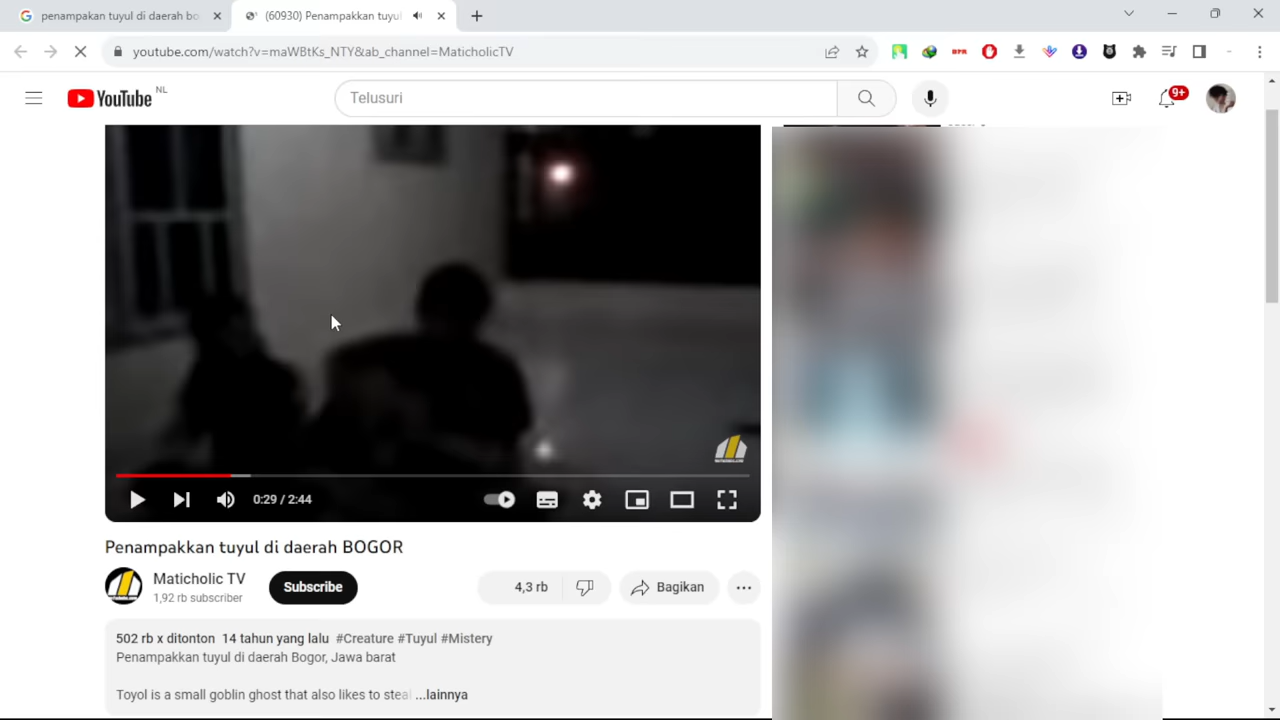 penampakan tuyul di daerah bo
(60930) Penampakkan tuyul
youtube.com/watch?v=maWBtKs_NTY&ab_channel=MaticholicTV
YouTube NL
Telusuri
9+
0:29 / 2:44
Penampakkan tuyul di daerah BOGOR
Maticholic TV
1,92 rb subscriber
Subscribe
4,3 rb
Bagikan
502 rb x ditonton 14 tahun yang lalu #Creature #Tuyul #Mistery
Penampakkan tuyul di daerah Bogor, Jawa barat
Toyol is a small goblin ghost that also likes to steal ...lainnya